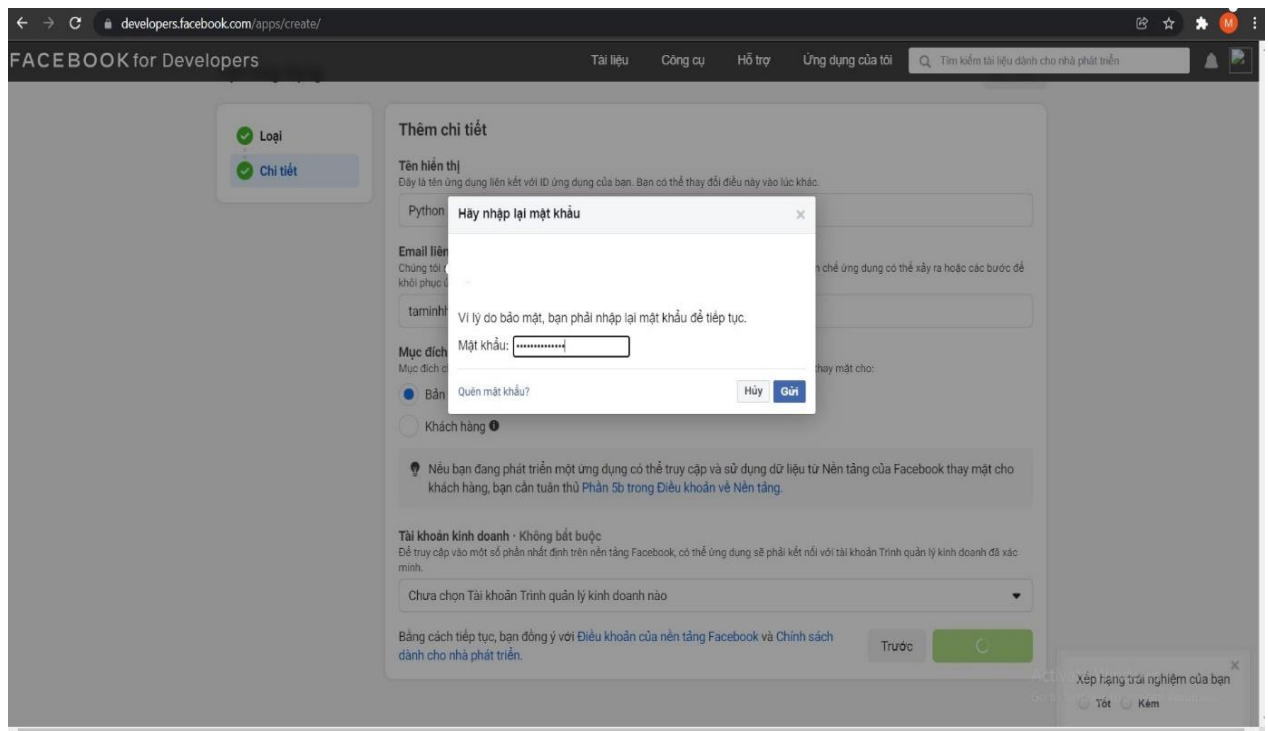 developers.facebook.com/apps/create/
M
FACEBOOK for Developers
Tài liệu Công cụ Hỗ trợ Ứng dụng của tôi Tìm kiếm tài liệu dành cho nhà phát triển
Loại
Chi tiết
Thêm chi tiết
Tên hiển thị
Đây là tên ứng dụng liên kết với ID ứng dụng của bạn. Bạn có thể thay đổi điều này vào lúc khác.
Python
Hãy nhập lại mật khẩu
Email liên
Chúng tôi
n chế ứng dụng có thể xảy ra hoặc các bước để
khôi phục
taminhh
Vì lý do bảo mật, bạn phải nhập lại mật khẩu để tiếp tục.
Mật khẩu: ••••••••••••••
Mục đích
Mục đích
thay mặt cho:
Bản
Quên mật khẩu? Hủy Gửi
Khách hàng
Nếu bạn đang phát triển một ứng dụng có thể truy cập và sử dụng dữ liệu từ Nền tảng của Facebook thay mặt cho
khách hàng, bạn cần tuân thủ Phần 5b trong Điều khoản về Nền tảng.
Tài khoản kinh doanh · Không bắt buộc
Để truy cập vào một số phần nhất định trên nền tảng Facebook, có thể ứng dụng sẽ phải kết nối với tài khoản Trình quản lý kinh doanh đã xác
minh.
Chưa chọn Tài khoản Trình quản lý kinh doanh nào
Bằng cách tiếp tục, bạn đồng ý với Điều khoản của nền tảng Facebook và Chính sách
dành cho nhà phát triển.
Trước
Xếp hạng trải nghiệm của bạn
Tốt Kém